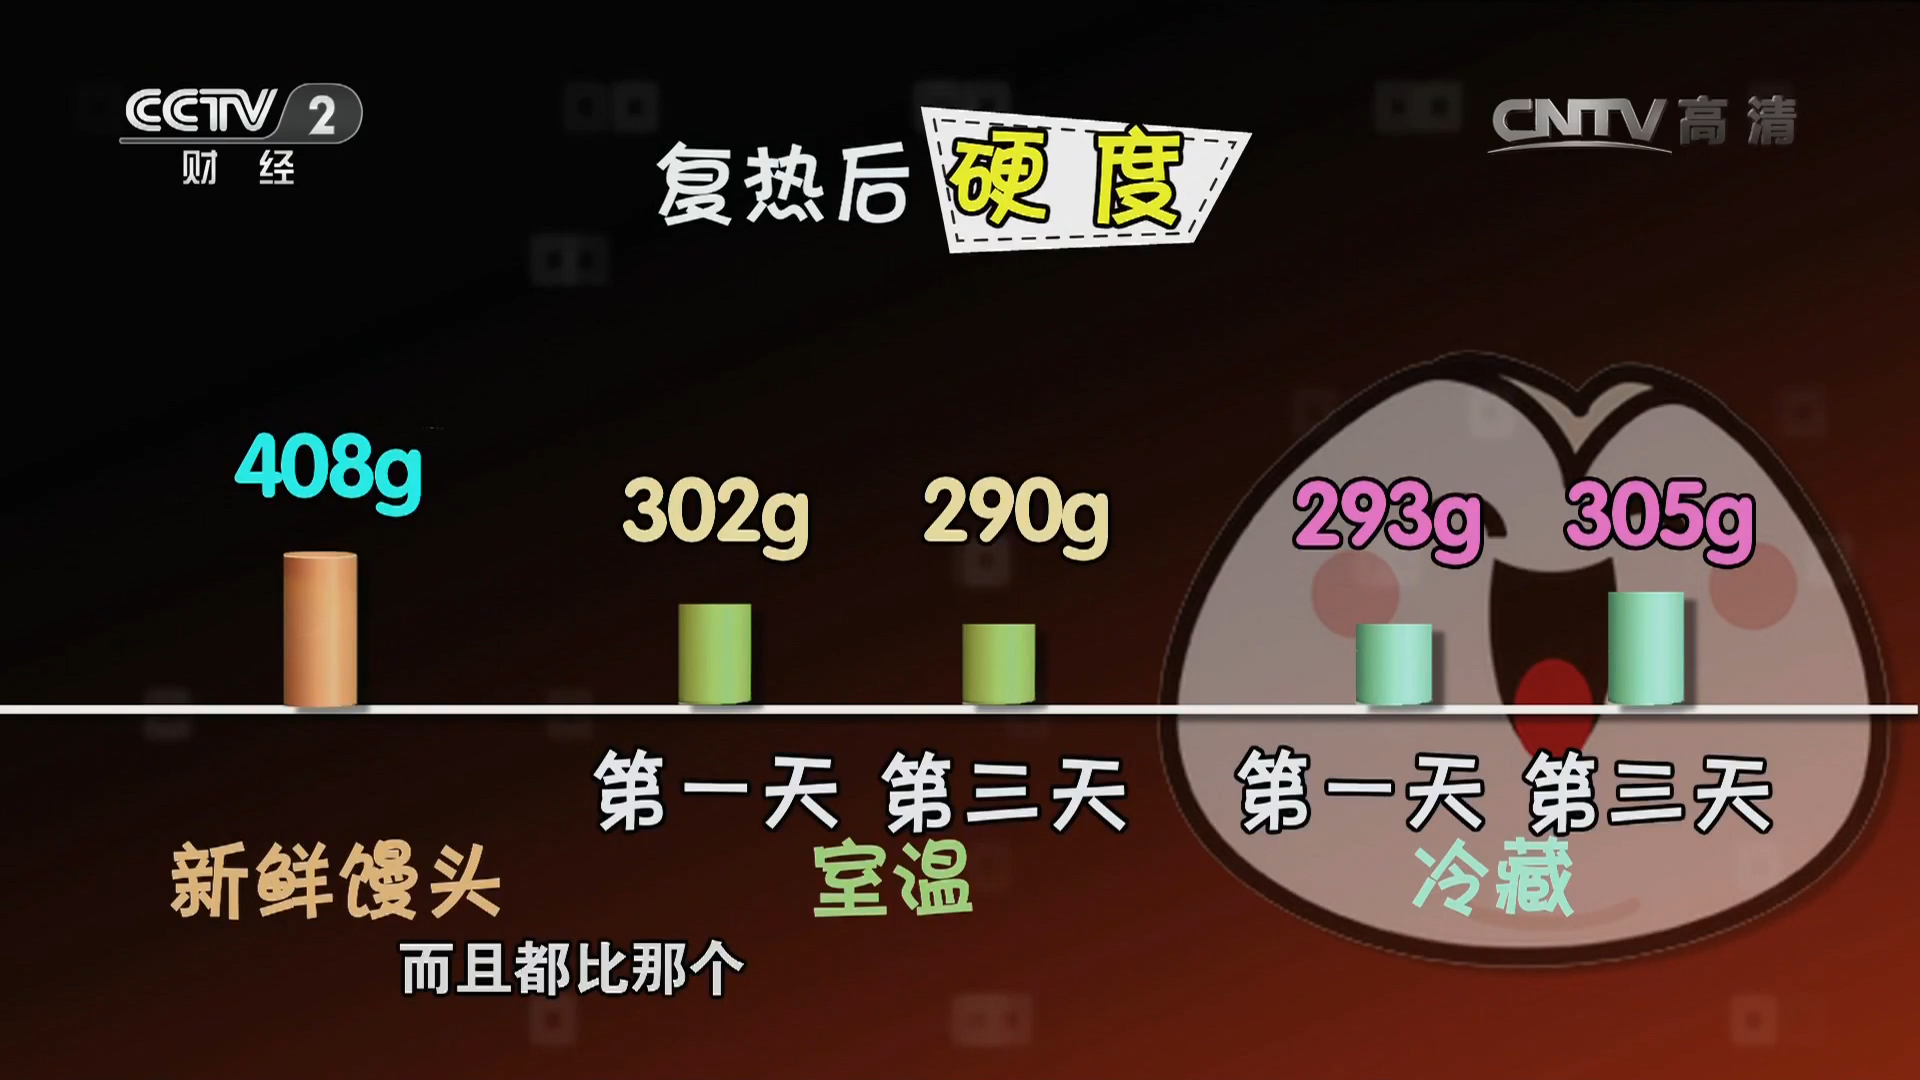 CCTV 2
财 经
CNTV 高清
复热后 硬度
408g
302g
290g
293g
305g
第一天 第三天
第一天 第三天
新鲜馒头
室温
冷藏
而且都比那个